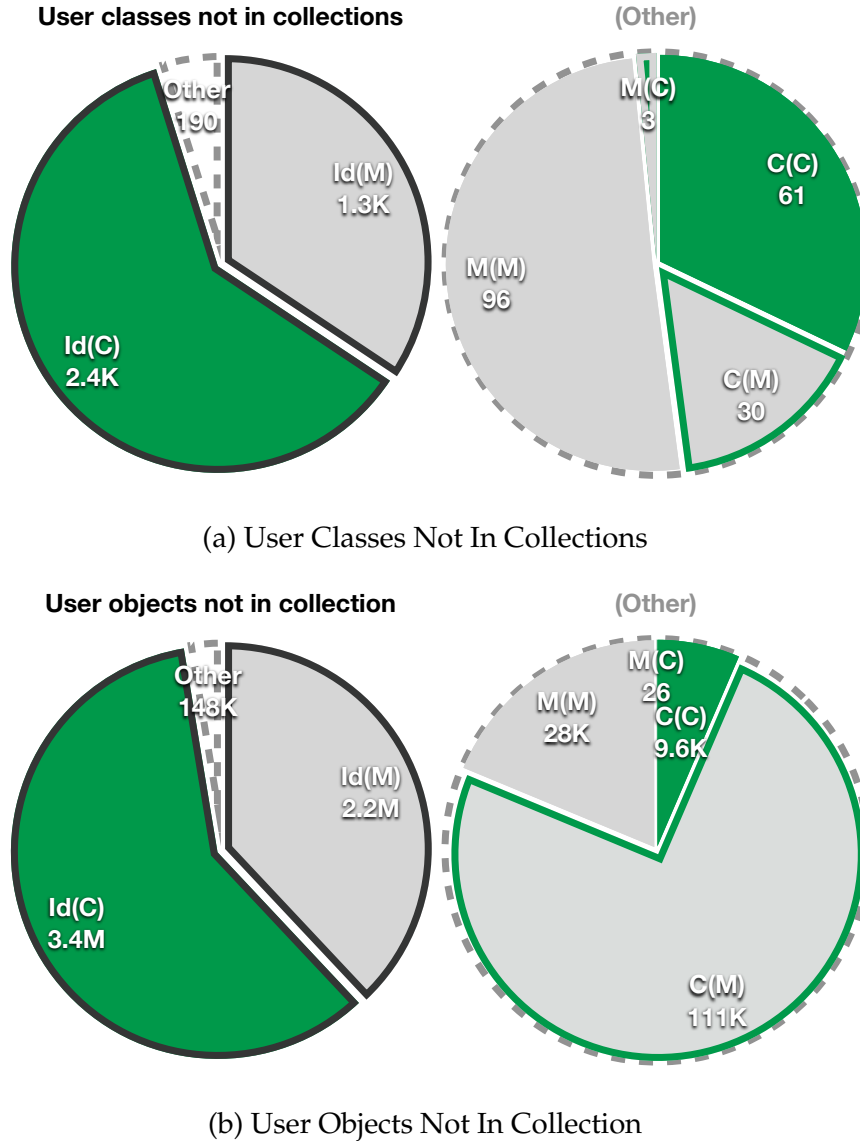 User classes not in collections
(Other)
Other
190
Id(M)
1.3K
Id(C)
2.4K
M(C)
3
C(C)
61
M(M)
96
C(M)
30
(a) User Classes Not In Collections
User objects not in collection
(Other)
Other
148K
Id(M)
2.2M
Id(C)
3.4M
M(C)
26
C(C)
9.6K
M(M)
28K
C(M)
111K
(b) User Objects Not In Collection